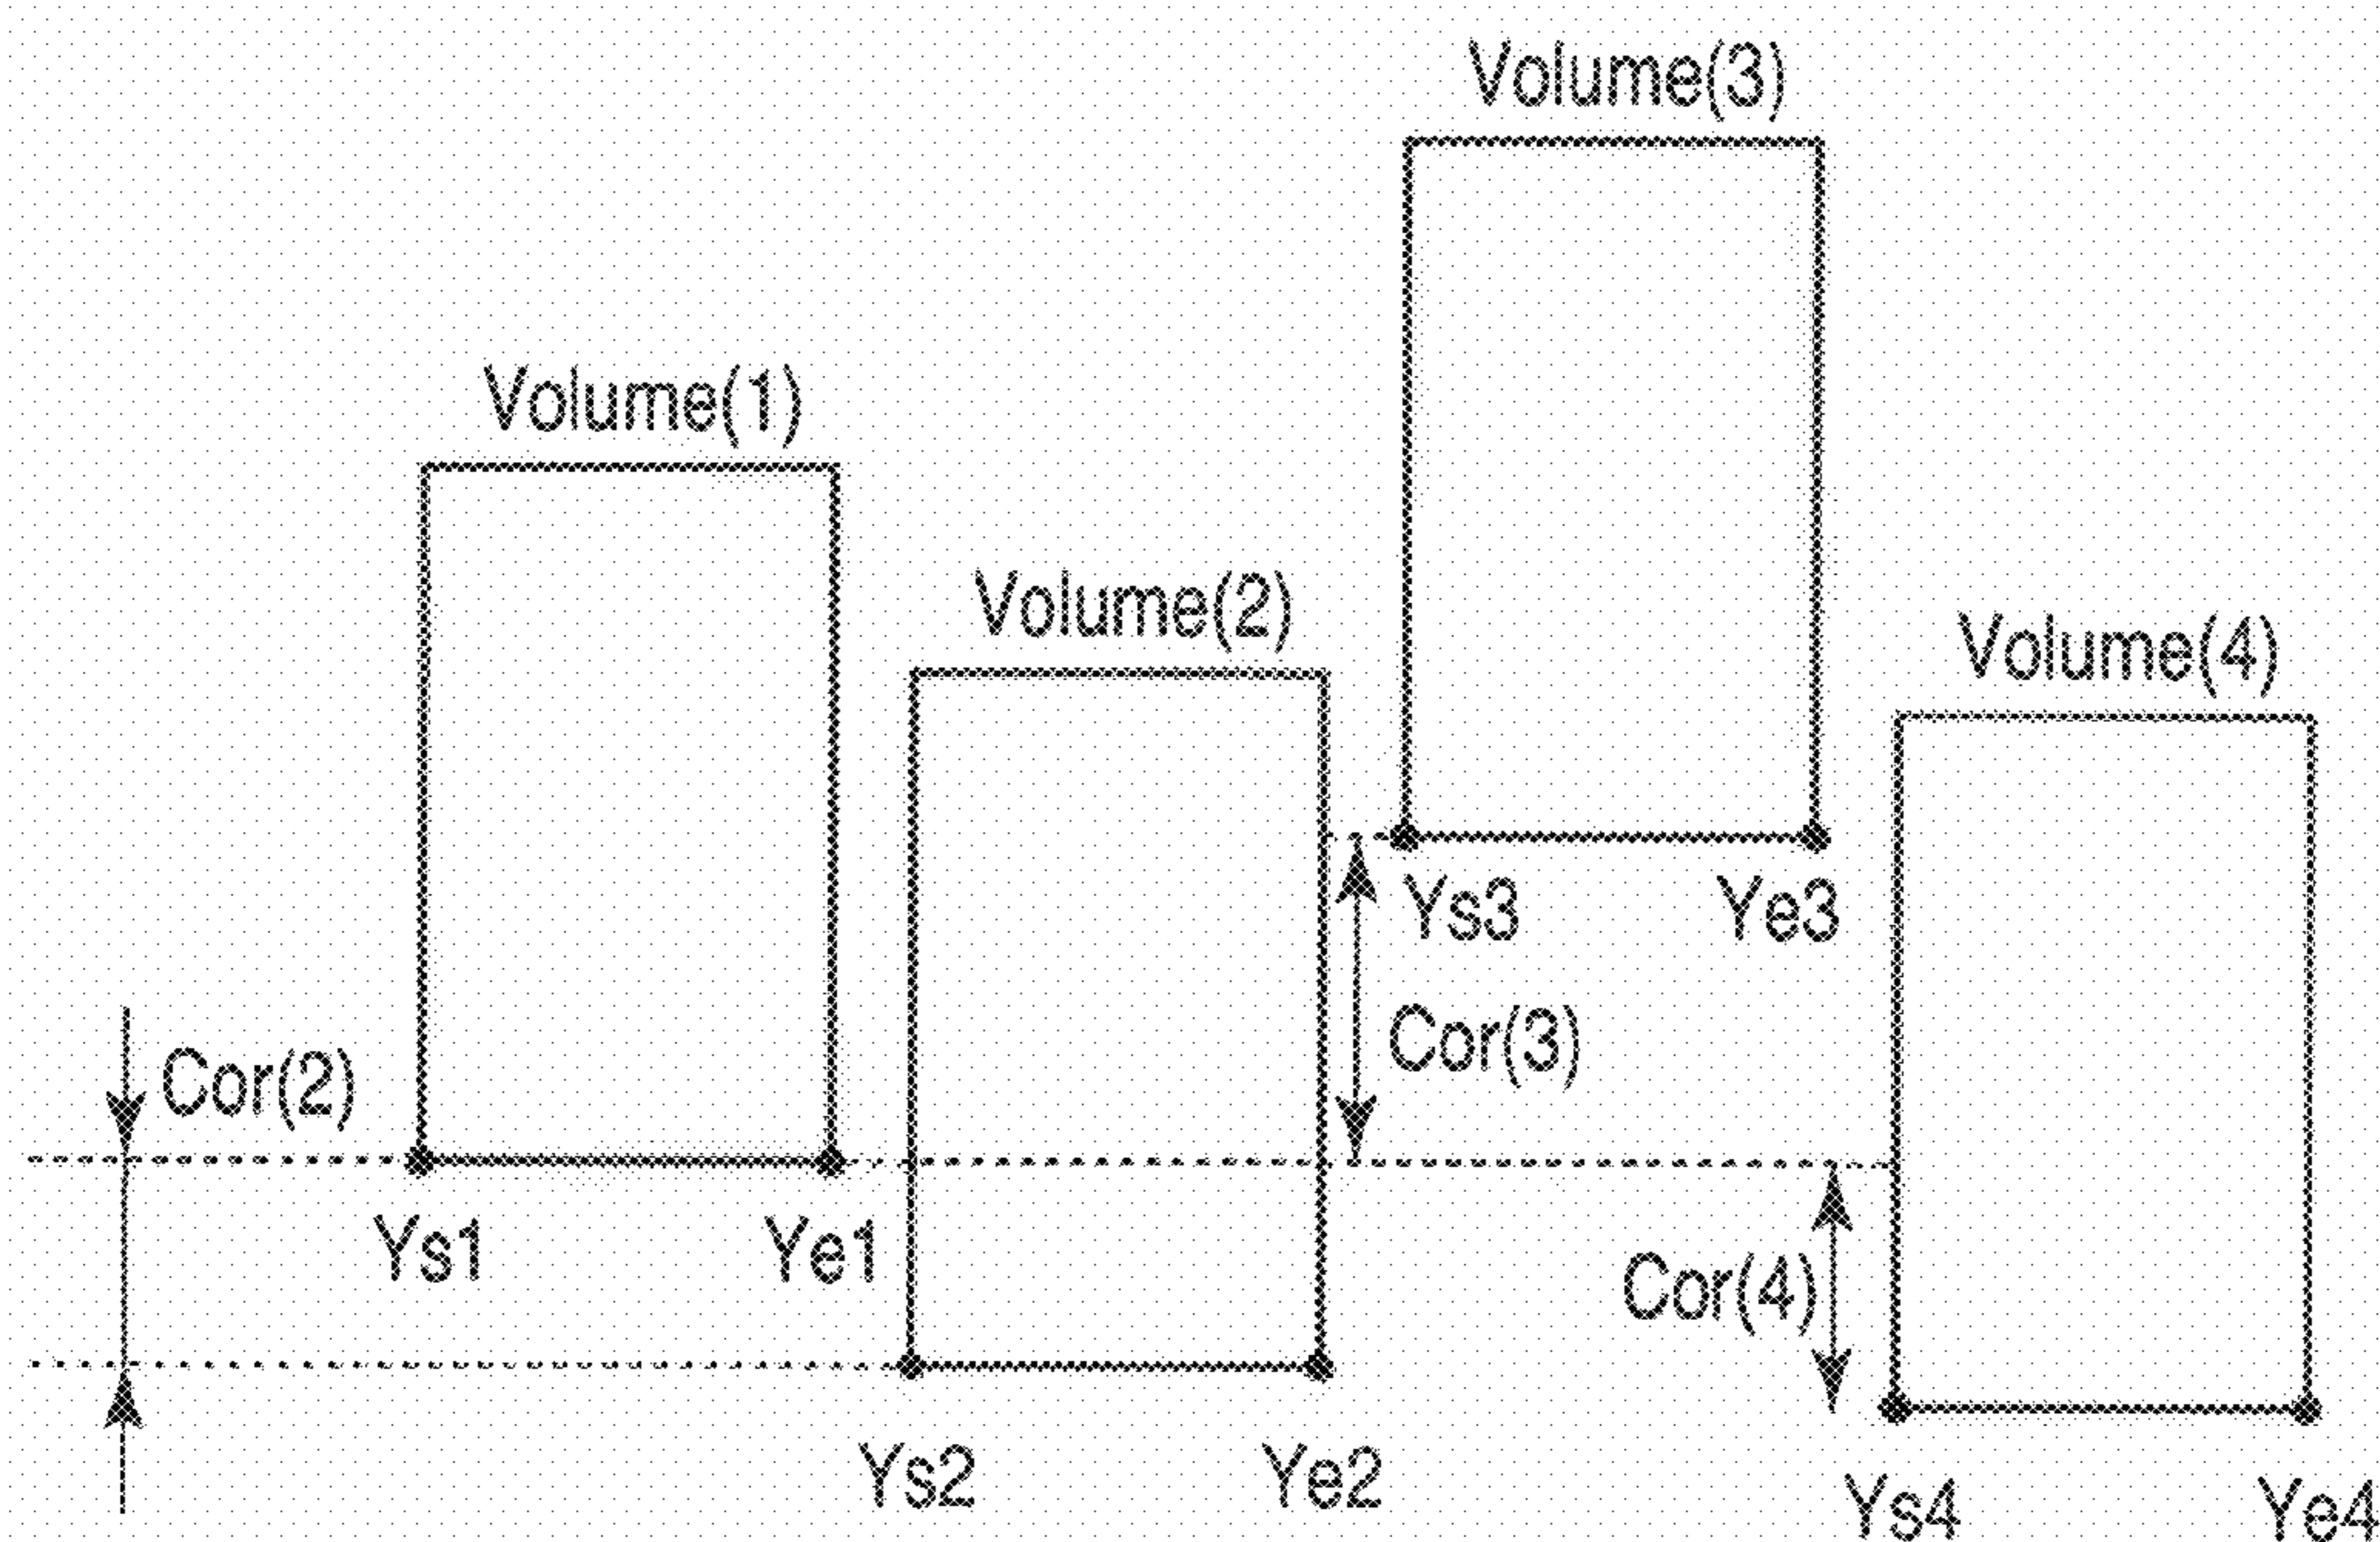 Volume(3)
Volume(1)
Volume(2)
Volume(4)
Ys3
Ye3
Cor(3)
Cor(2)
Ys1
Ye1
Cor(4)
Ys2
Ye2
Ys4
Ye4